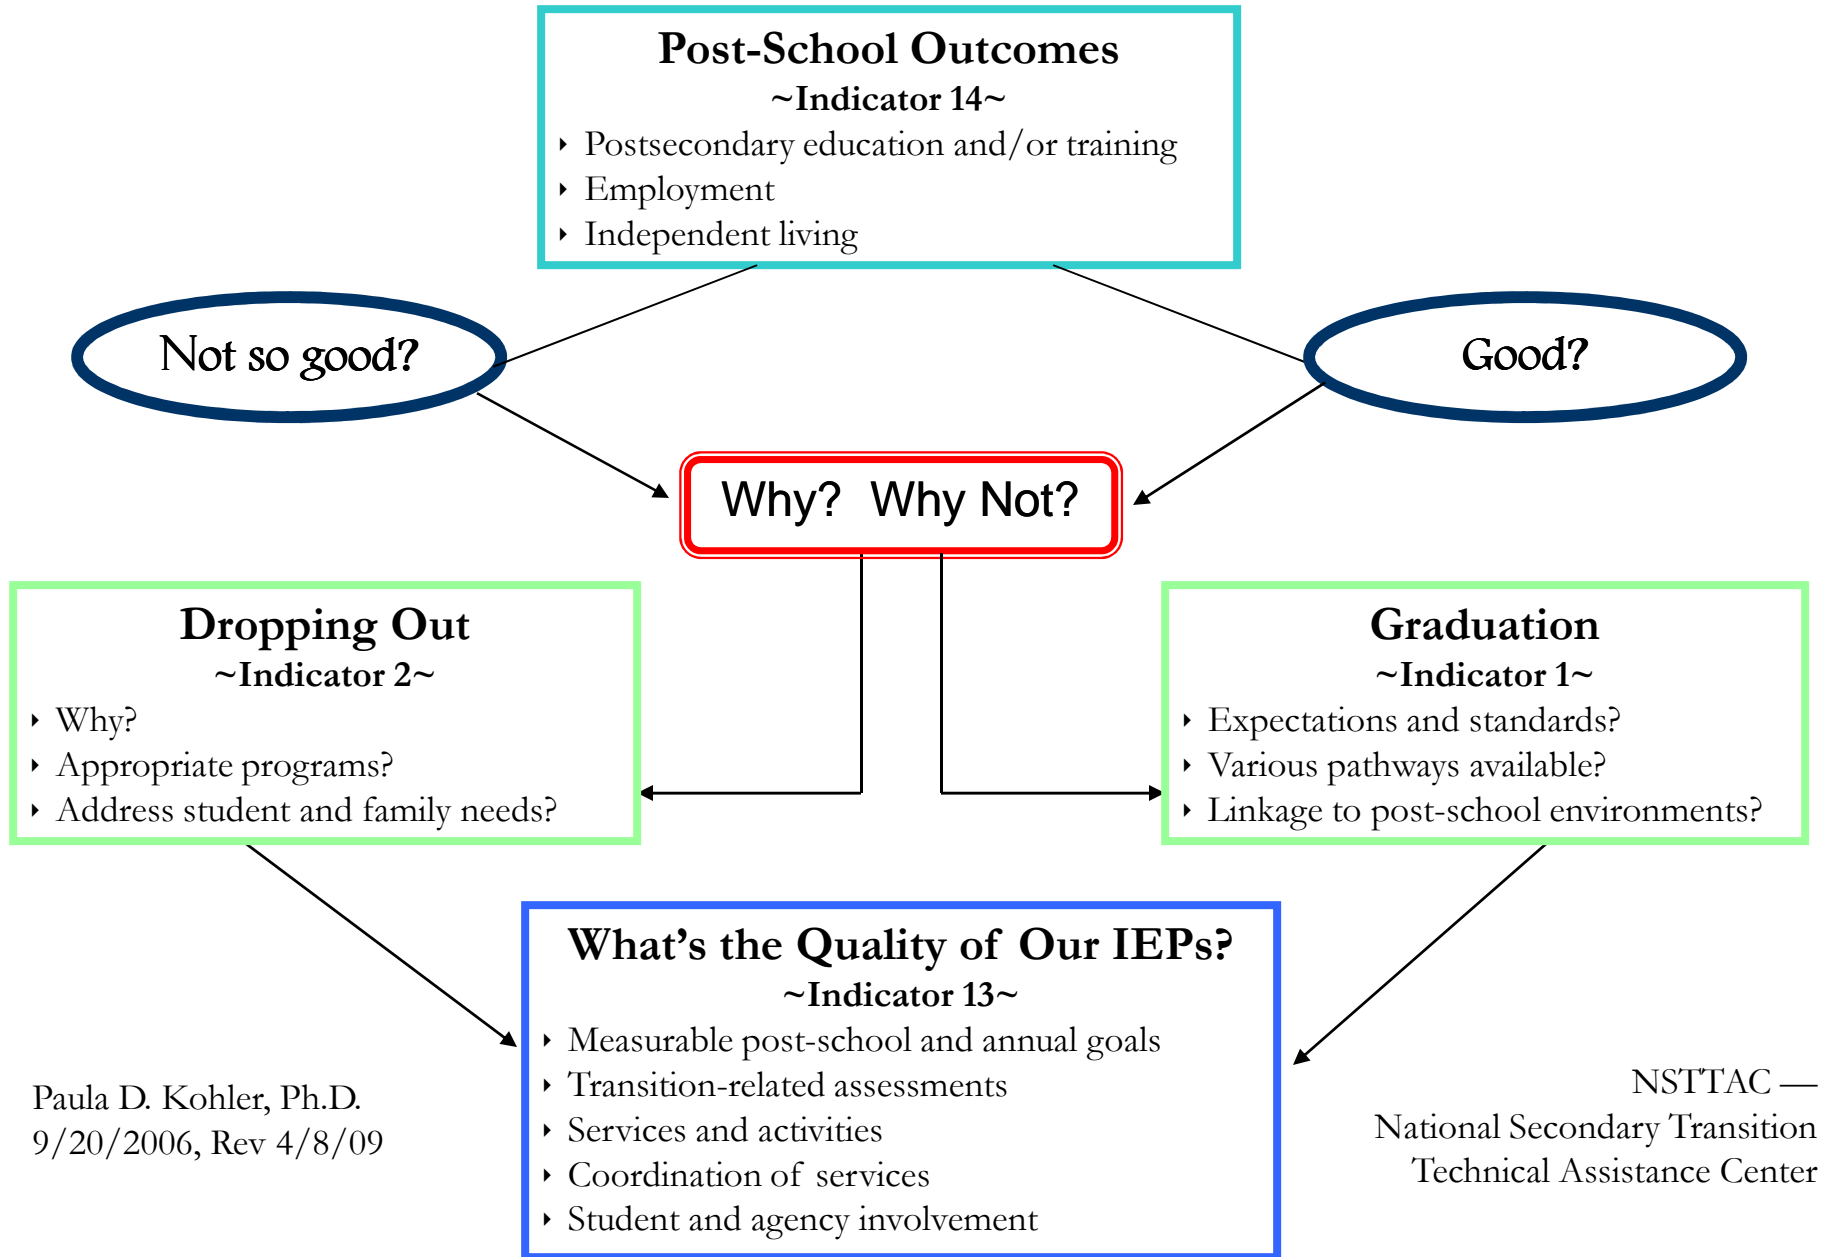 Post-School Outcomes
~Indicator 14~
‣ Postsecondary education and/or training
‣ Employment
‣ Independent living
Not so good?
Good?
Why? Why Not?
Dropping Out
~Indicator 2~
‣ Why?
‣ Appropriate programs?
‣ Address student and family needs?
Graduation
~Indicator 1~
‣ Expectations and standards?
‣ Various pathways available?
‣ Linkage to post-school environments?
What’s the Quality of Our IEPs?
~Indicator 13~
‣ Measurable post-school and annual goals
‣ Transition-related assessments
‣ Services and activities
‣ Coordination of services
‣ Student and agency involvement
Paula D. Kohler, Ph.D.
9/20/2006, Rev 4/8/09
NSTTAC —
National Secondary Transition
Technical Assistance Center